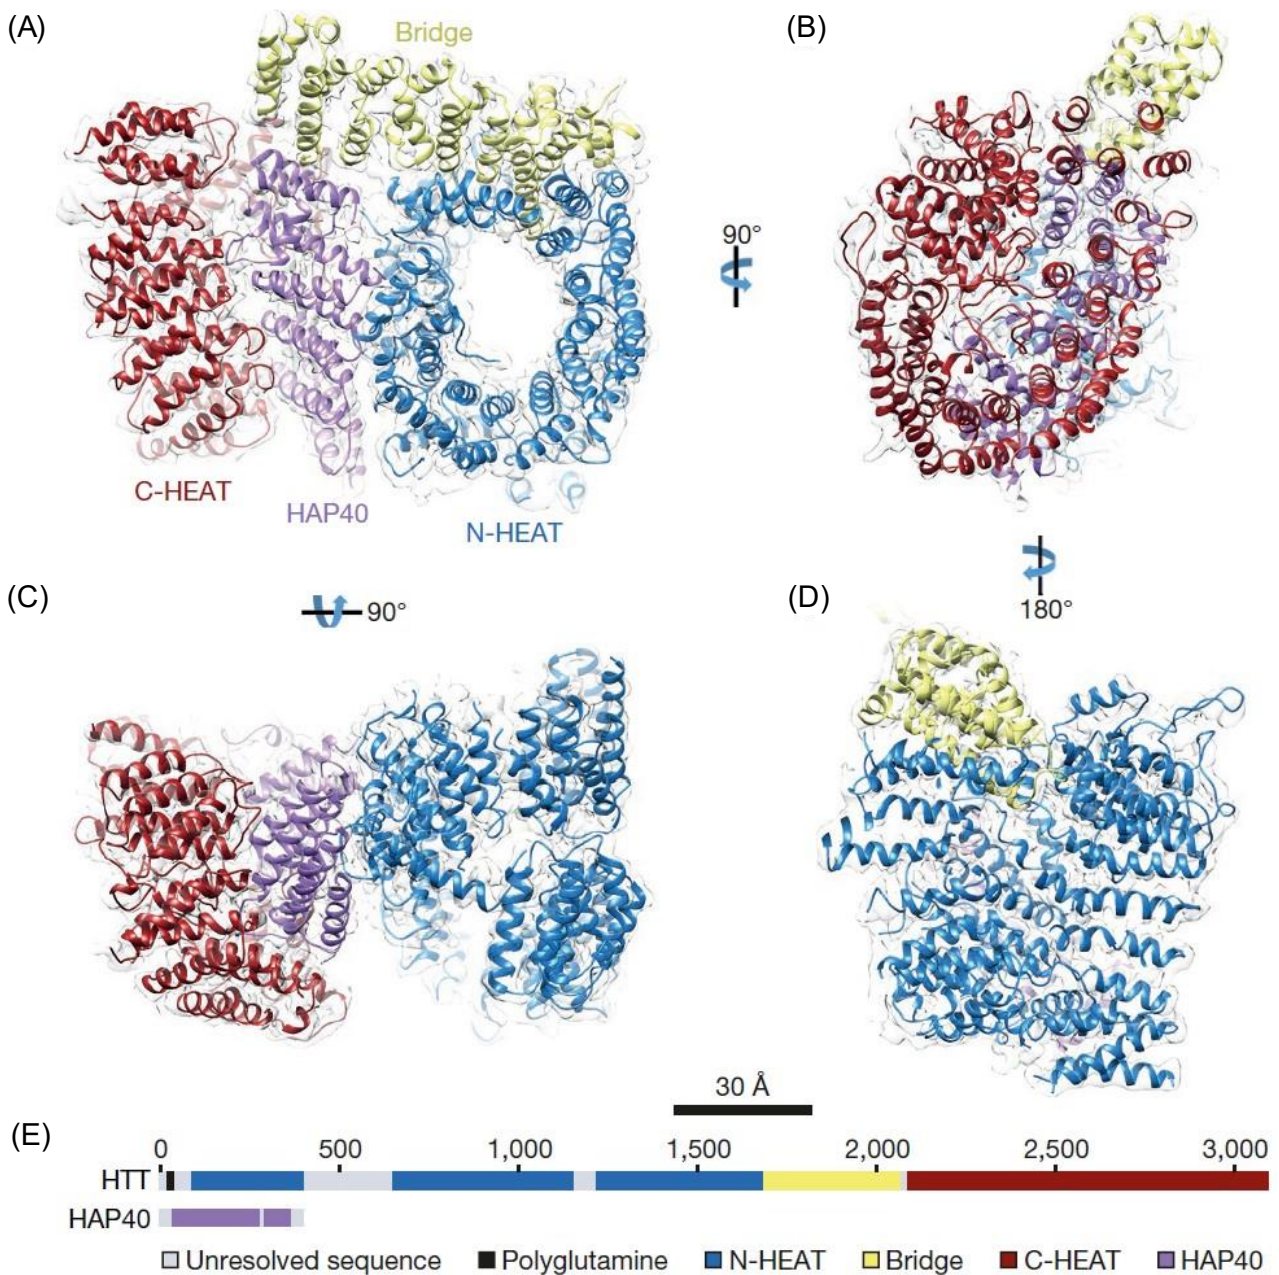 (A)
Bridge
(B)
90°
C-HEAT
HAP40
N-HEAT
(C)
90°
180°
(D)
30 Å
(E)
0 500 1,000 1,500 2,000 2,500 3,000
HTT
HAP40
Unresolved sequence Polyglutamine N-HEAT Bridge C-HEAT HAP40